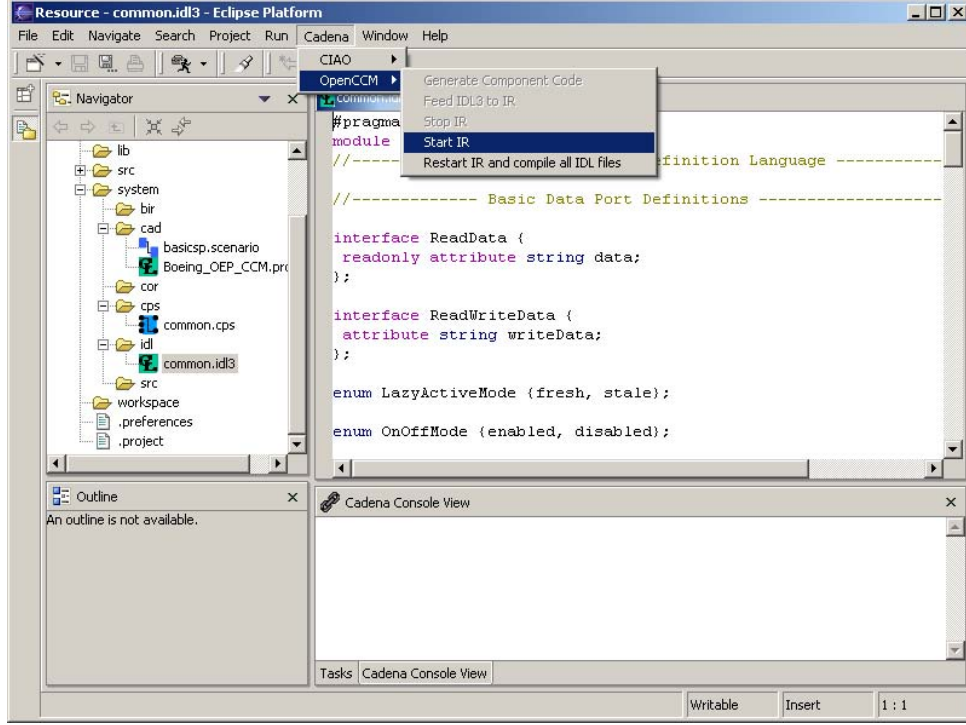 Resource - common.idl3 - Eclipse Platform
File Edit Navigate Search Project Run Cadena Window Help
CIAO
OpenCCM
Generate Component Code
Feed IDL3 to IR
Stop IR
Start IR
Restart IR and compile all IDL files
Navigator
lib
src
system
bir
cad
basicsp.scenario
Boeing_OEP_CCM.pro
cor
cps
common.cps
idl
common.idl3
src
workspace
.preferences
.project
#pragma
module
//----- efinition Language -----------
//------------- Basic Data Port Definitions -------------------
interface ReadData {
readonly attribute string data;
};
interface ReadWriteData {
attribute string writeData;
};
enum LazyActiveMode {fresh, stale};
enum OnOffMode {enabled, disabled};
Outline
An outline is not available.
Cadena Console View
Tasks Cadena Console View
Writable Insert 1 : 1